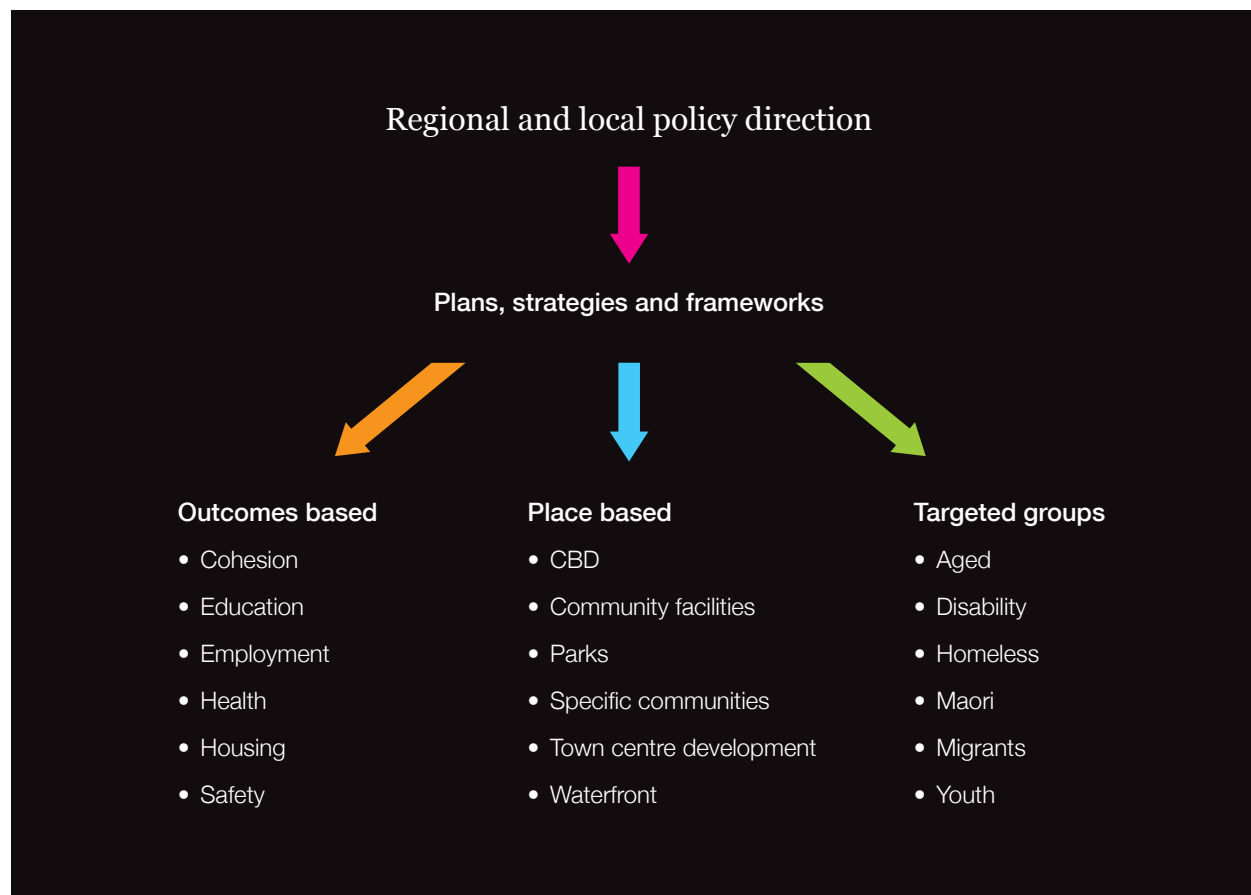 Regional and local policy direction
Plans, strategies and frameworks
Outcomes based
• Cohesion
• Education
• Employment
• Health
• Housing
• Safety
Place based
• CBD
• Community facilities
• Parks
• Specific communities
• Town centre development
• Waterfront
Targeted groups
• Aged
• Disability
• Homeless
• Maori
• Migrants
• Youth